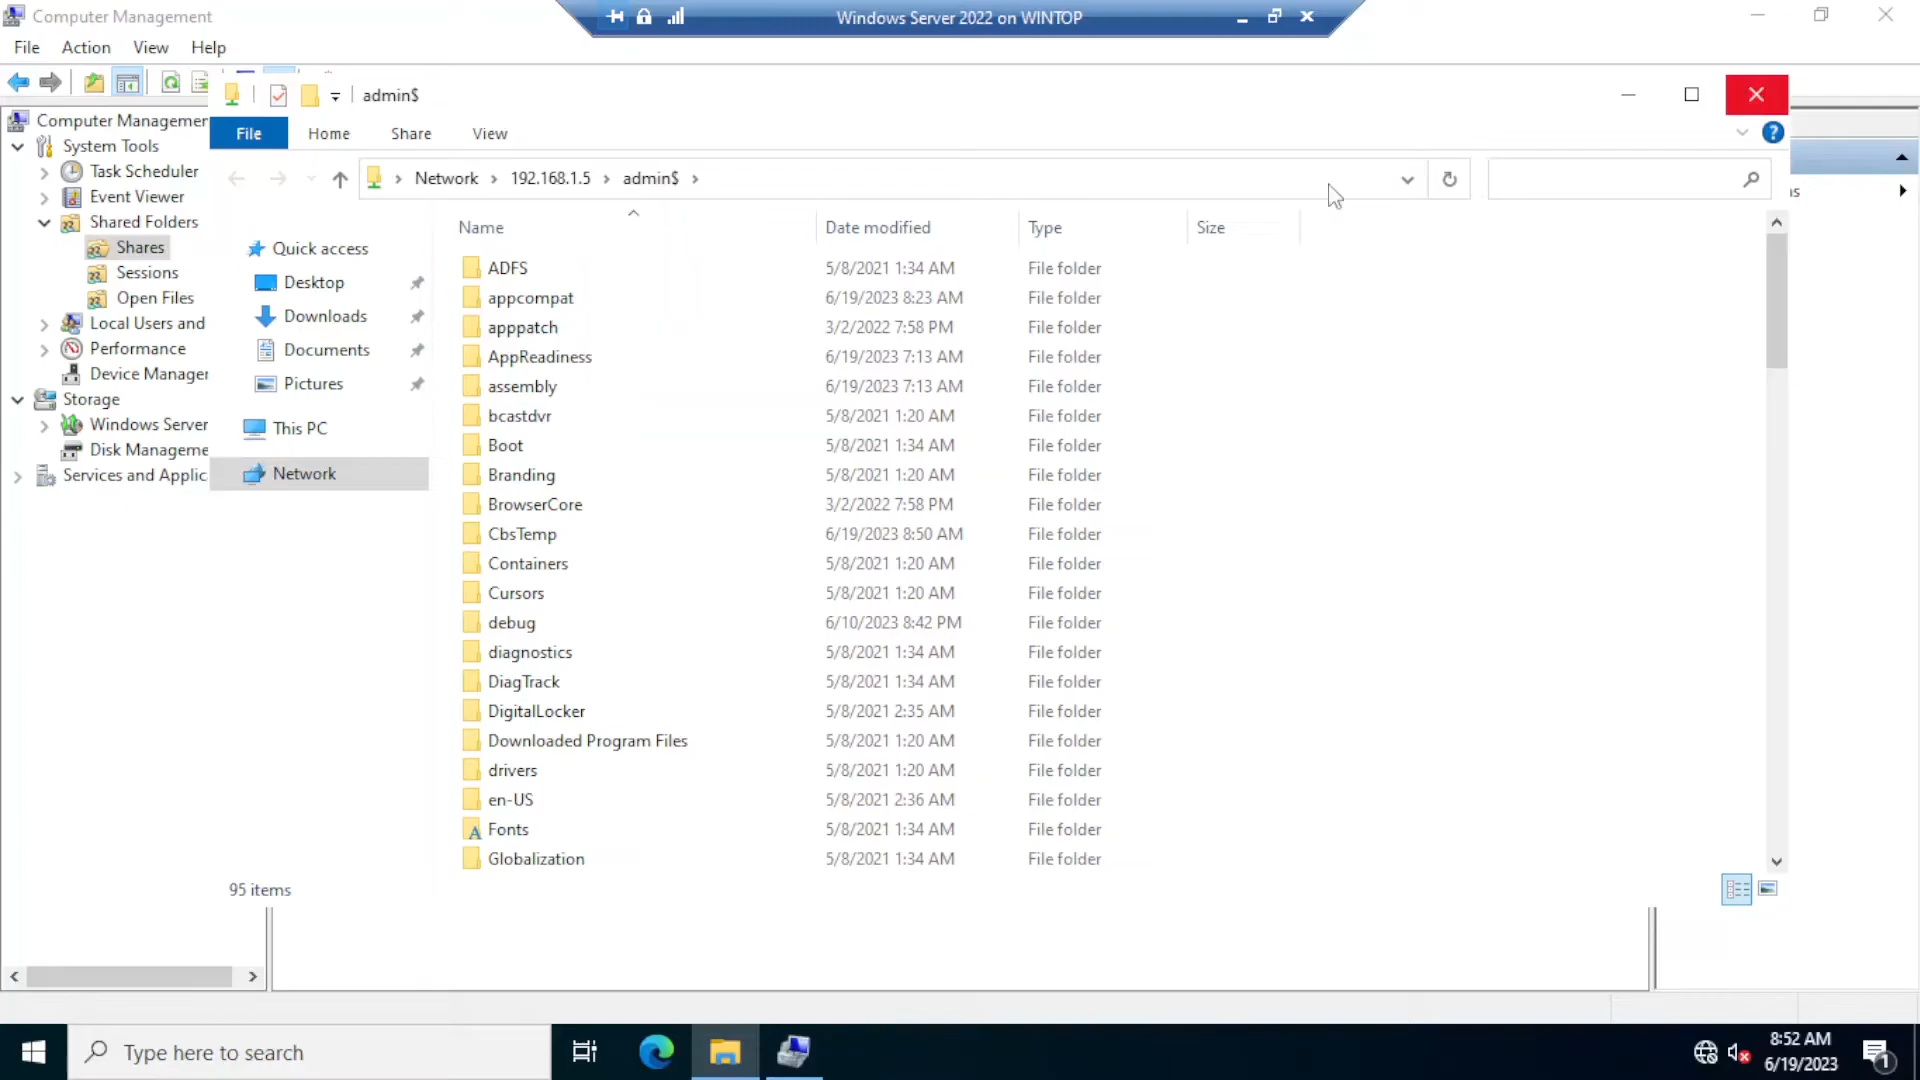 Computer Management
Windows Server 2022 on WINTOP
File Action View Help
admin$
File Home Share View
Network 192.168.1.5 admin$
Computer Managemen
System Tools
Task Scheduler
Event Viewer
Shared Folders
Shares
Sessions
Open Files
Local Users and
Performance
Device Manager
Storage
Windows Server
Disk Manageme
Services and Applic
Quick access
Desktop
Downloads
Documents
Pictures
This PC
Network
Name Date modified Type Size
ADFS 5/8/2021 1:34 AM File folder
appcompat 6/19/2023 8:23 AM File folder
apppatch 3/2/2022 7:58 PM File folder
AppReadiness 6/19/2023 7:13 AM File folder
assembly 6/19/2023 7:13 AM File folder
bcastdvr 5/8/2021 1:20 AM File folder
Boot 5/8/2021 1:34 AM File folder
Branding 5/8/2021 1:20 AM File folder
BrowserCore 3/2/2022 7:58 PM File folder
CbsTemp 6/19/2023 8:50 AM File folder
Containers 5/8/2021 1:20 AM File folder
Cursors 5/8/2021 1:20 AM File folder
debug 6/10/2023 8:42 PM File folder
diagnostics 5/8/2021 1:34 AM File folder
DiagTrack 5/8/2021 1:34 AM File folder
DigitalLocker 5/8/2021 2:35 AM File folder
Downloaded Program Files 5/8/2021 1:20 AM File folder
drivers 5/8/2021 1:20 AM File folder
en-US 5/8/2021 2:36 AM File folder
Fonts 5/8/2021 1:34 AM File folder
Globalization 5/8/2021 1:34 AM File folder
95 items
Type here to search
8:52 AM
6/19/2023
1